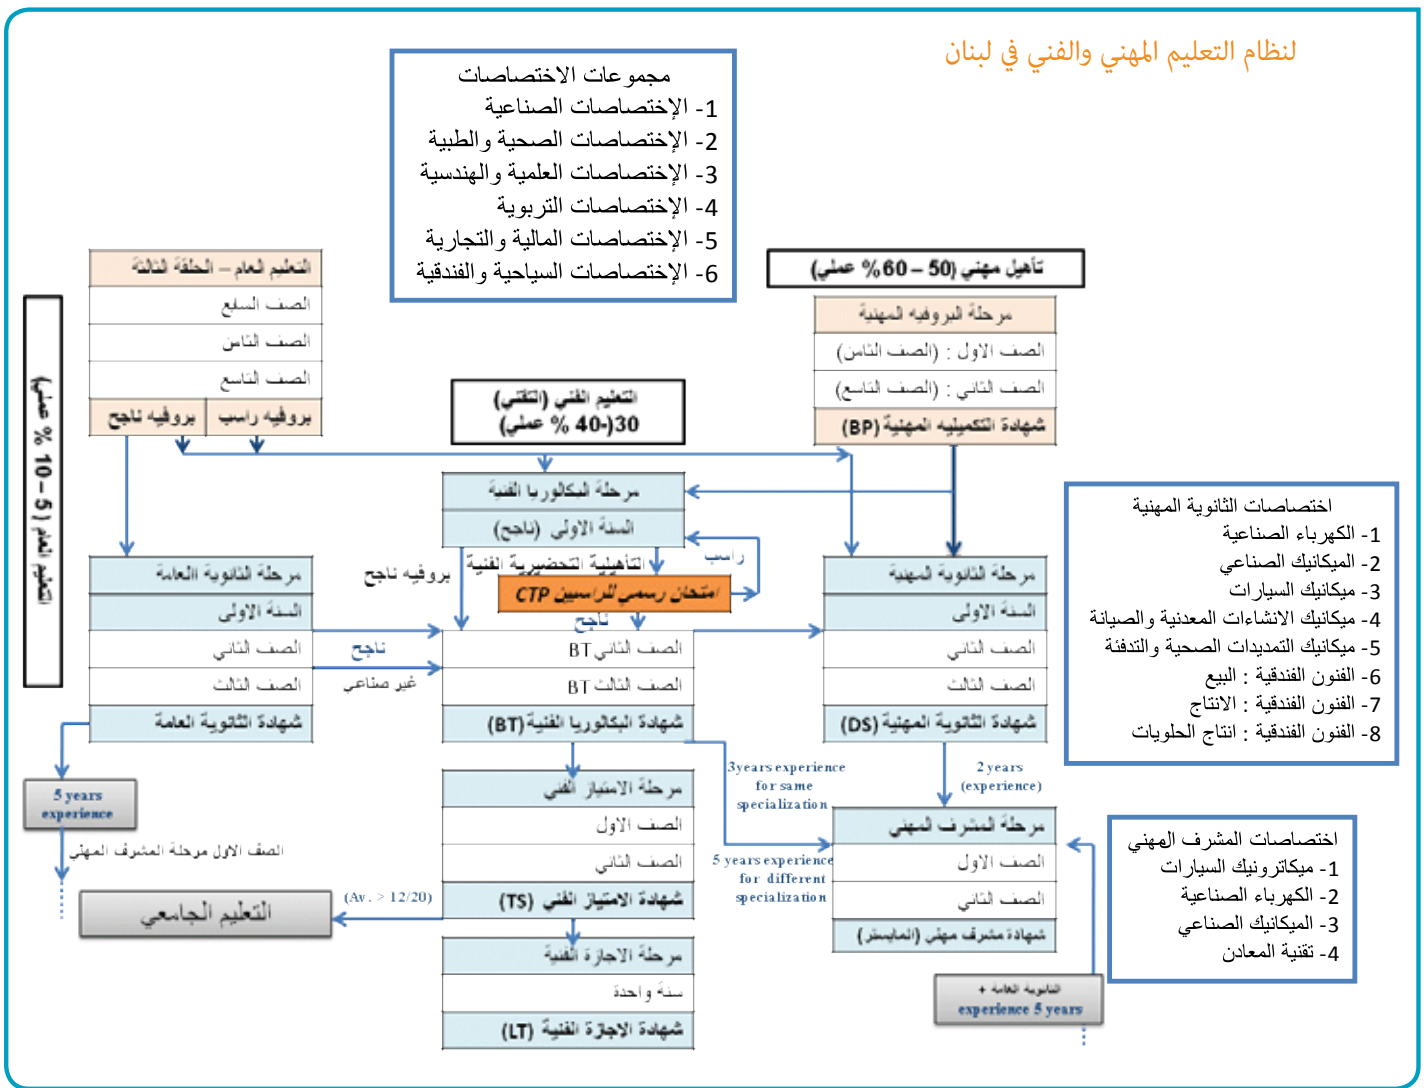 لنظام التعليم المهني والفني في لبنان
مجموعات الاختصاصات
1- الإختصاصات الصناعية
2- الإختصاصات الصحية والطبية
3- الإختصاصات العلمية والهندسية
4- الإختصاصات التربوية
5- الإختصاصات المالية والتجارية
6- الإختصاصات السياحية والفندقية
تأهيل مهني (50 – 60% عملي)
مرحلة البروفيه المهنية
الصف الاول : (الصف الثامن)
الصف الثاني : (الصف التاسع)
شهادة التكميليه المهنية (BP)
التعليم العام – الحلقة الثالثة
الصف السابع
الصف الثامن
الصف التاسع
بروفيه راسب
بروفيه ناجح
التعليم العام (5 – 10 % عملي)
التعليم الفني (التقني)
30(-40 % عملي)
مرحلة البكالوريا الفنية
السنة الاولى (ناجح)
راسب
التأهيلية التحضيرية الفنية
بروفيه ناجح
امتحان رسمي للراسبين CTP
ناجح
الصف الثاني BT
الصف الثالث BT
شهادة البكالوريا الفنية (BT)
مرحلة الثانوية المهنية
السنة الاولى
الصف الثاني
الصف الثالث
شهادة الثانوية المهنية (DS)
مرحلة الثانوية االعامة
السنة الاولى
الصف الثاني
الصف الثالث
شهادة الثانوية العامة
ناجح
غير صناعي
اختصاصات الثانوية المهنية
1- الكهرباء الصناعية
2- الميكانيك الصناعي
3- ميكانيك السيارات
4- ميكانيك الانشاءات المعدنية والصيانة
5- ميكانيك التمديدات الصحية والتدفئة
6- الفنون الفندقية : البيع
7- الفنون الفندقية : الانتاج
8- الفنون الفندقية : انتاج الحلويات
5 years
experience
الصف الاول مرحلة المشرف المهني
التعليم الجامعي
(Av. > 12/20)
مرحلة الامتياز الفني
الصف الاول
الصف الثاني
شهادة الامتياز الفني (TS)
مرحلة الاجازة الفنية
سنة واحدة
شهادة الاجازة الفنية (LT)
3years experience
for same
specialization
5 years experience
for different
specialization
2 years
(experience)
مرحلة المشرف المهني
الصف الاول
الصف الثاني
شهادة مشرف مهني (المايستر)
الثانوية العامة +
experience 5 years
اختصاصات المشرف المهني
1- ميكاترونيك السيارات
2- الكهرباء الصناعية
3- الميكانيك الصناعي
4- تقنية المعادن